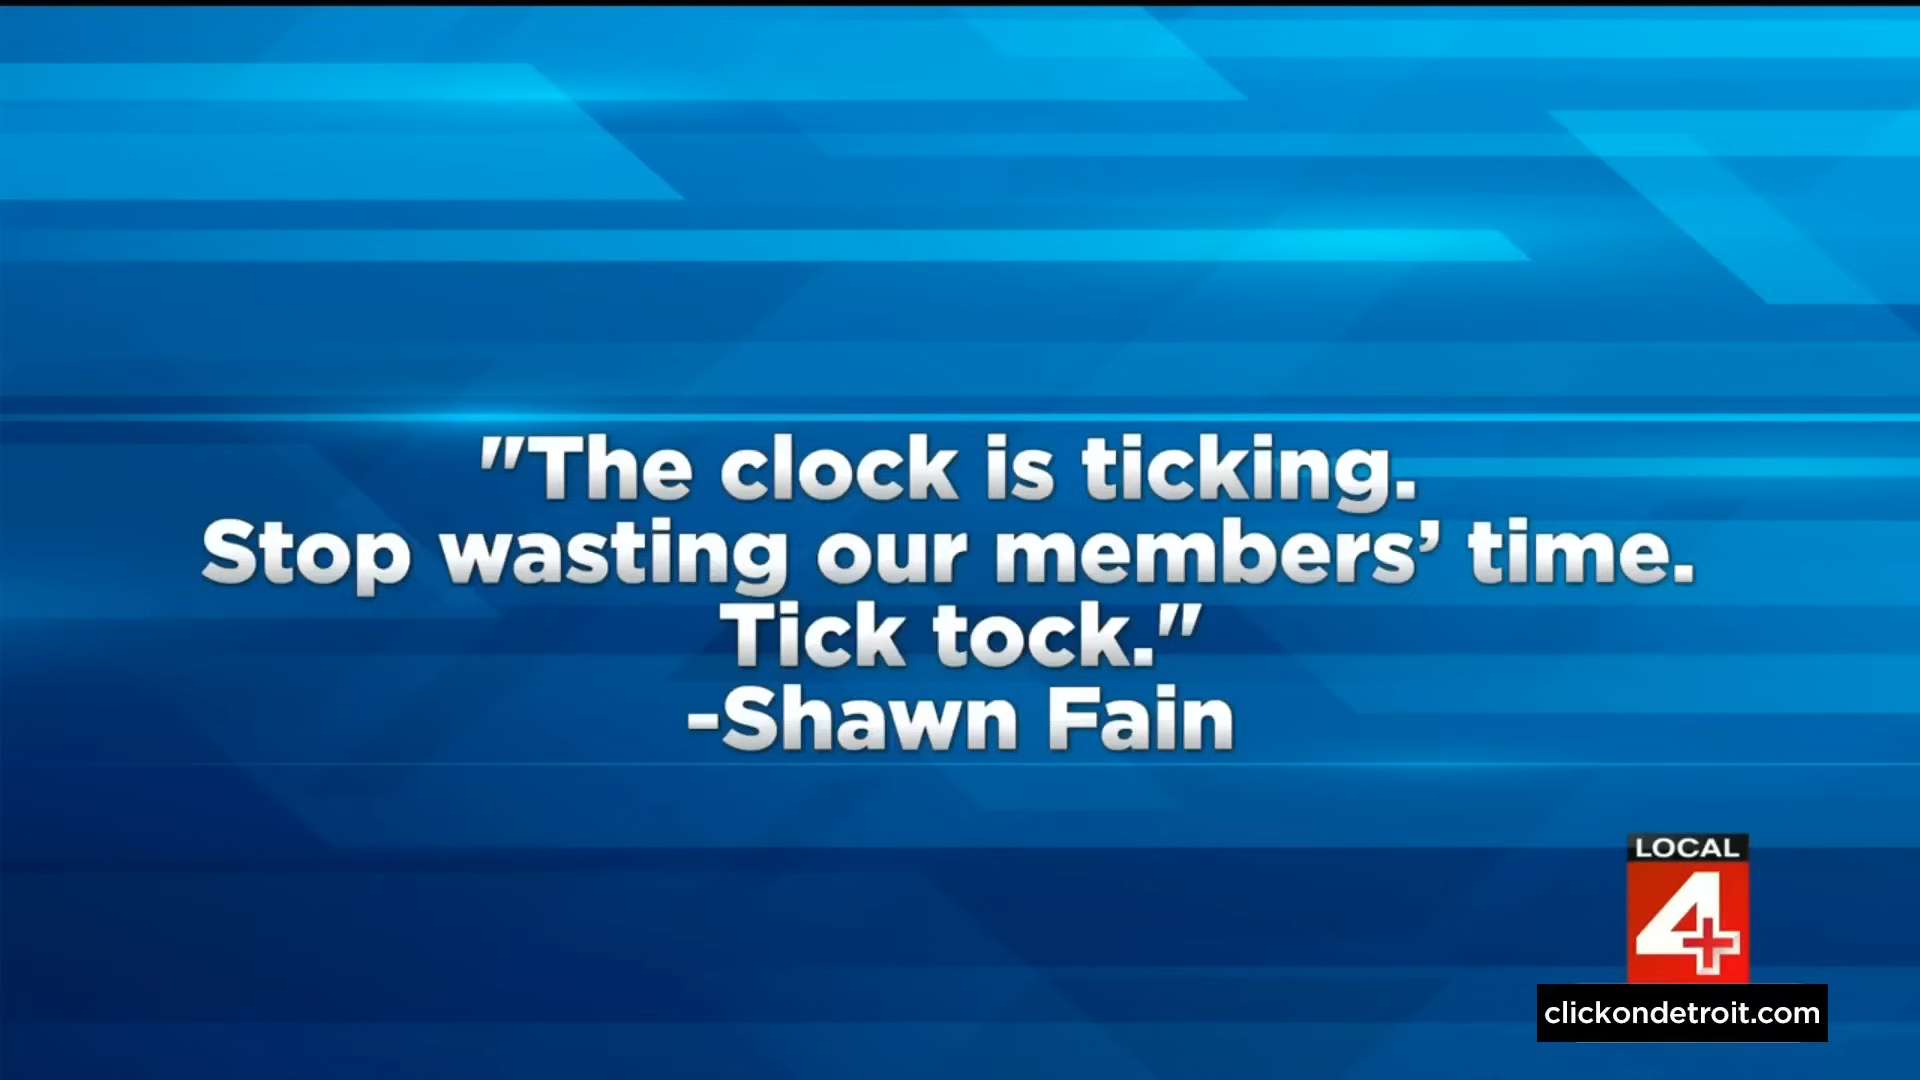 "The clock is ticking.
Stop wasting our members’ time.
Tick tock."
-Shawn Fain
LOCAL
4+
clickondetroit.com